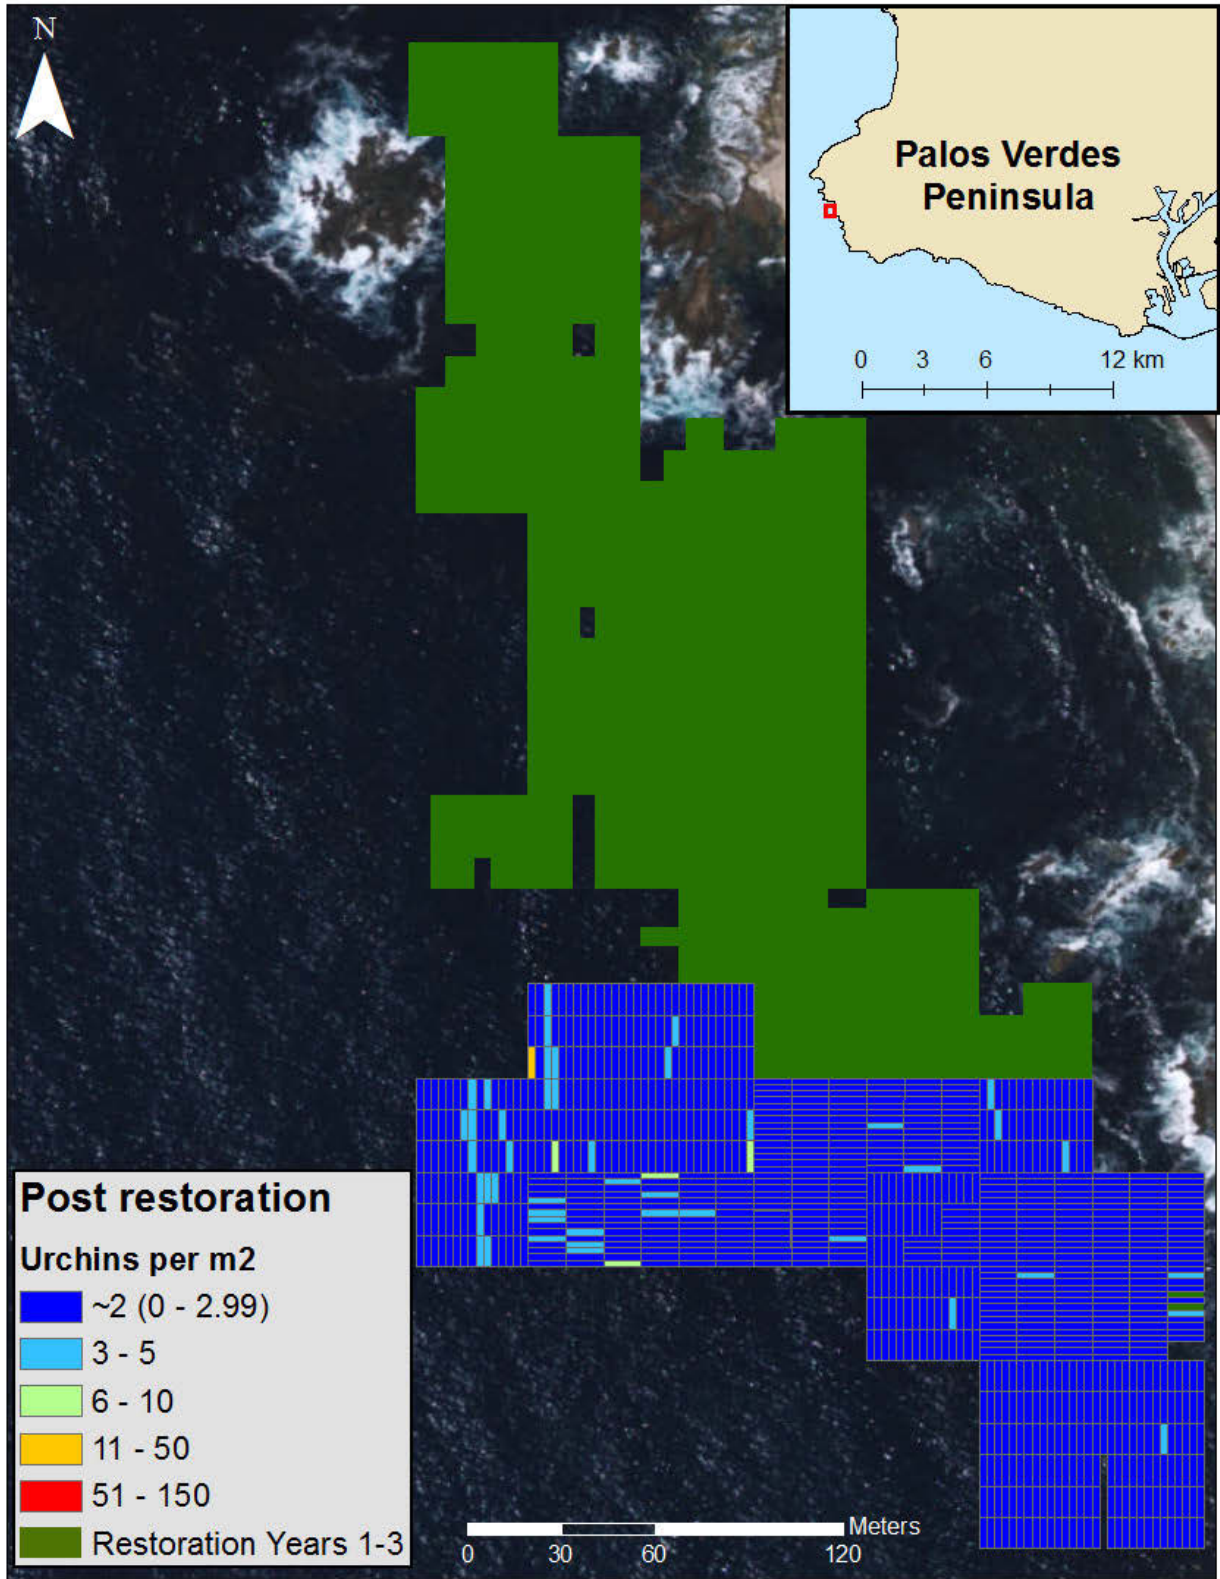 N
Palos Verdes
Peninsula
0 3 6 12 km
Post restoration
Urchins per m2
~2 (0 - 2.99)
3 - 5
6 - 10
11 - 50
51 - 150
Restoration Years 1-3
Meters
0 30 60 120